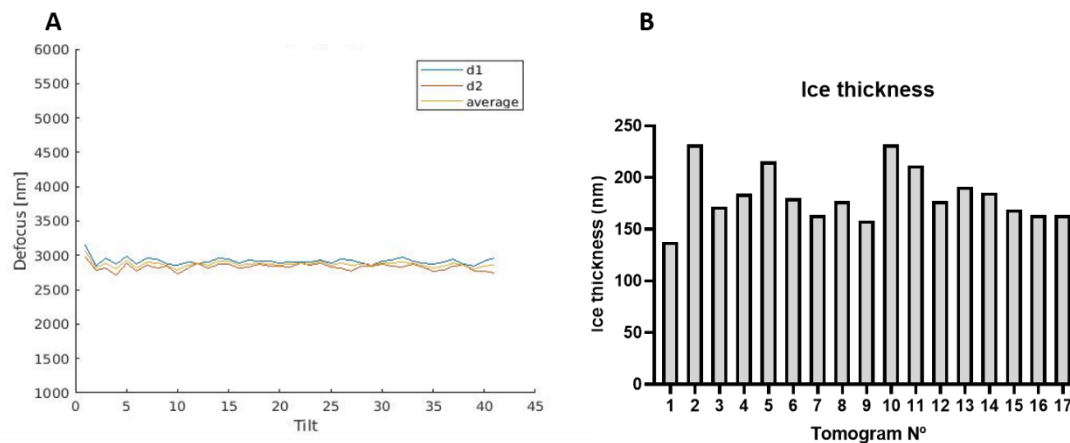 A
6000
5500
5000
4500
4000
3500
3000
2500
2000
1500
1000
Defocus [nm]
d1
d2
average
0 5 10 15 20 25 30 35 40 45
Tilt
B
Ice thickness
250
200
150
100
50
0
Ice thickness (nm)
1 2 3 4 5 6 7 8 9 10 11 12 13 14 15 16 17
Tomogram Nº